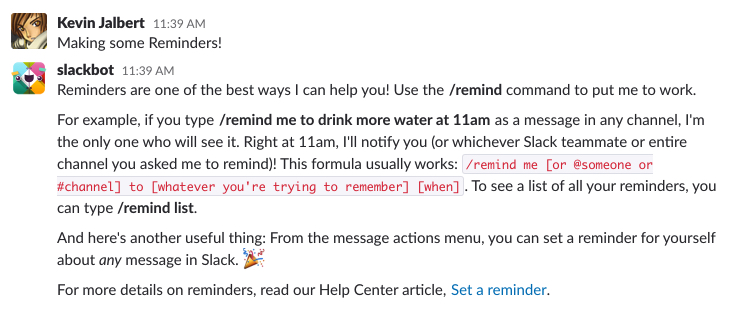 Kevin Jalbert 11:39 AM
Making some Reminders!
slackbot 11:39 AM
Reminders are one of the best ways I can help you! Use the /remind command to put me to work.
For example, if you type /remind me to drink more water at 11am as a message in any channel, I'm
the only one who will see it. Right at 11am, I'll notify you (or whichever Slack teammate or entire
channel you asked me to remind)! This formula usually works: /remind me [or @someone or
#channel] to [whatever you're trying to remember] [when]. To see a list of all your reminders, you
can type /remind list.
And here's another useful thing: From the message actions menu, you can set a reminder for yourself
about any message in Slack.
For more details on reminders, read our Help Center article, Set a reminder.